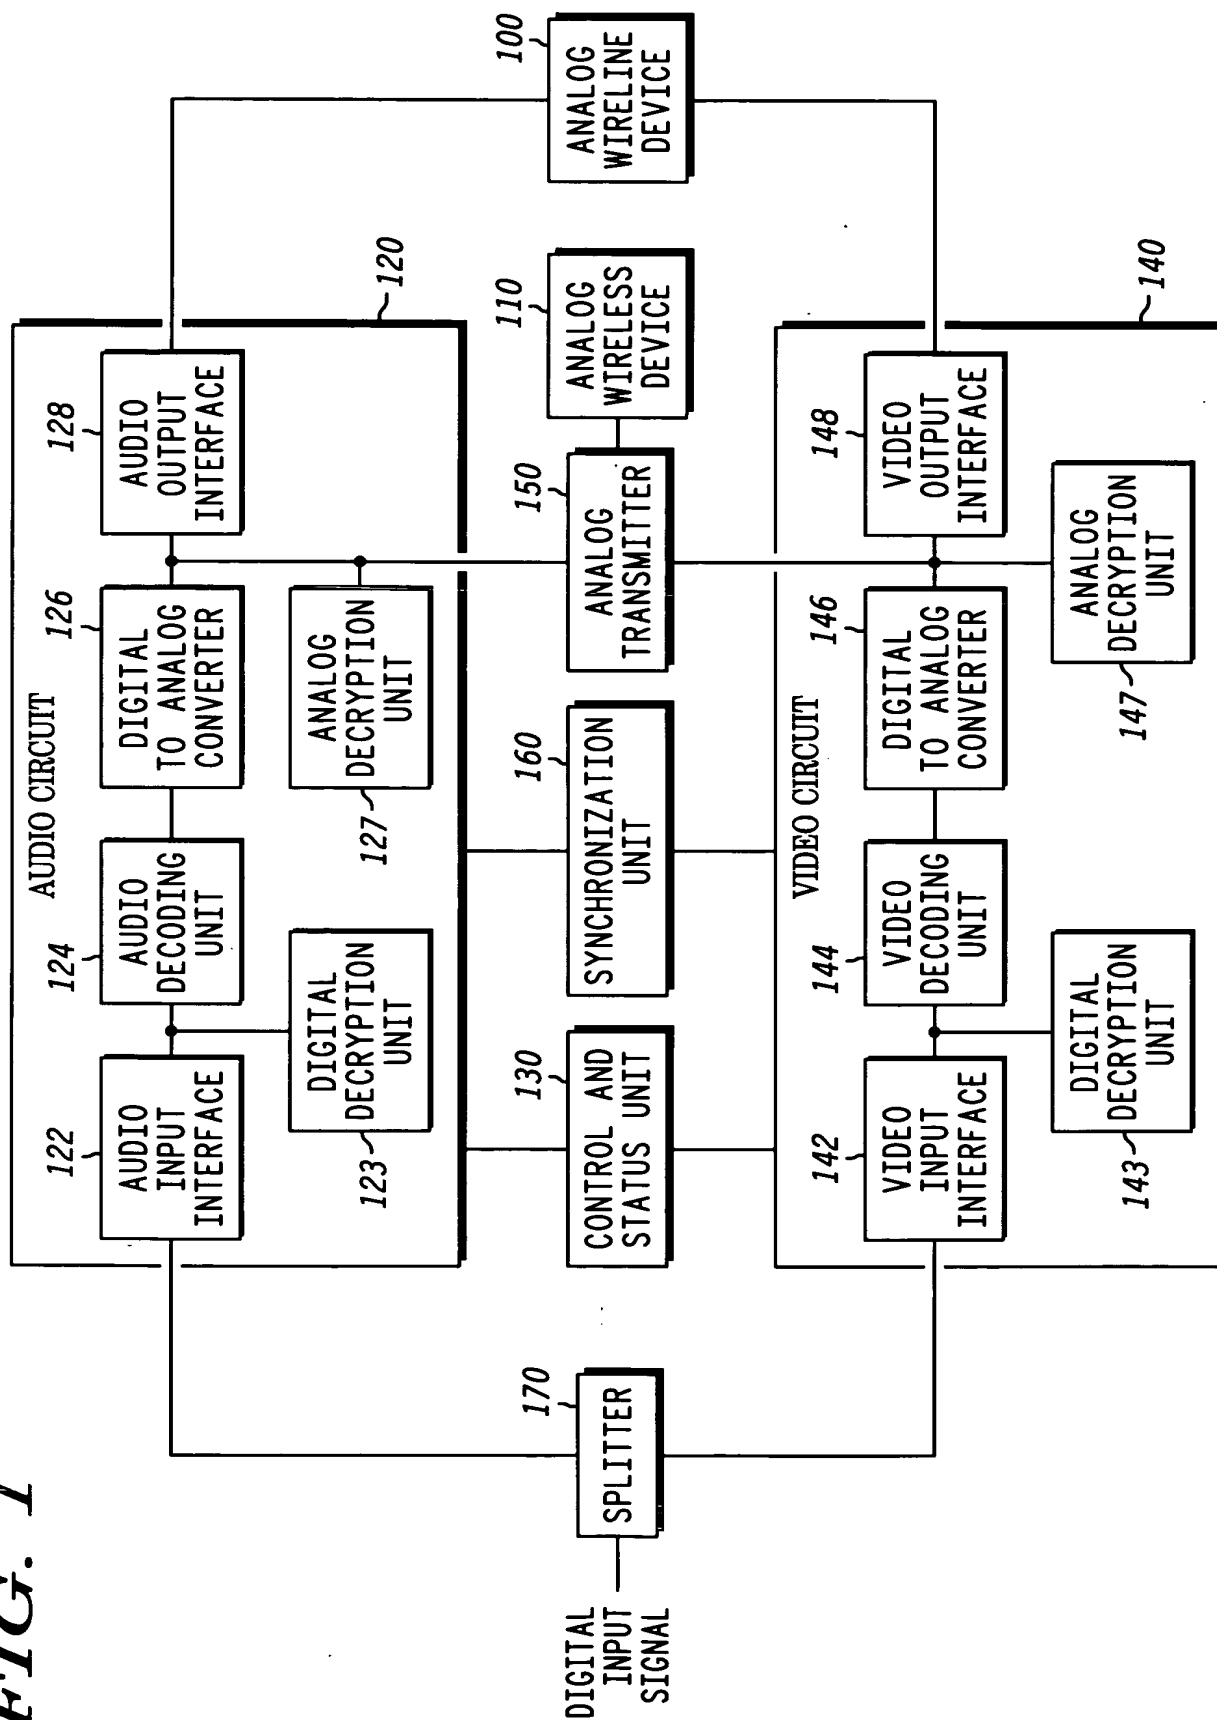 FIG. 1
AUDIO CIRCUIT
122
AUDIO
INPUT
INTERFACE
124
AUDIO
DECODING
UNIT
126
DIGITAL
TO ANALOG
CONVERTER
128
AUDIO
OUTPUT
INTERFACE
DIGITAL
DECRYPTION
UNIT
123
ANALOG
DECRYPTION
UNIT
127
120
DIGITAL
INPUT
SIGNAL
170
SPLITTER
130
CONTROL AND
STATUS UNIT
160
SYNCHRONIZATION
UNIT
150
ANALOG
TRANSMITTER
110
ANALOG
WIRELESS
DEVICE
100
ANALOG
WIRELINE
DEVICE
VIDEO CIRCUIT
142
VIDEO
INPUT
INTERFACE
144
VIDEO
DECODING
UNIT
146
DIGITAL
TO ANALOG
CONVERTER
148
VIDEO
OUTPUT
INTERFACE
DIGITAL
DECRYPTION
UNIT
143
ANALOG
DECRYPTION
UNIT
147
140